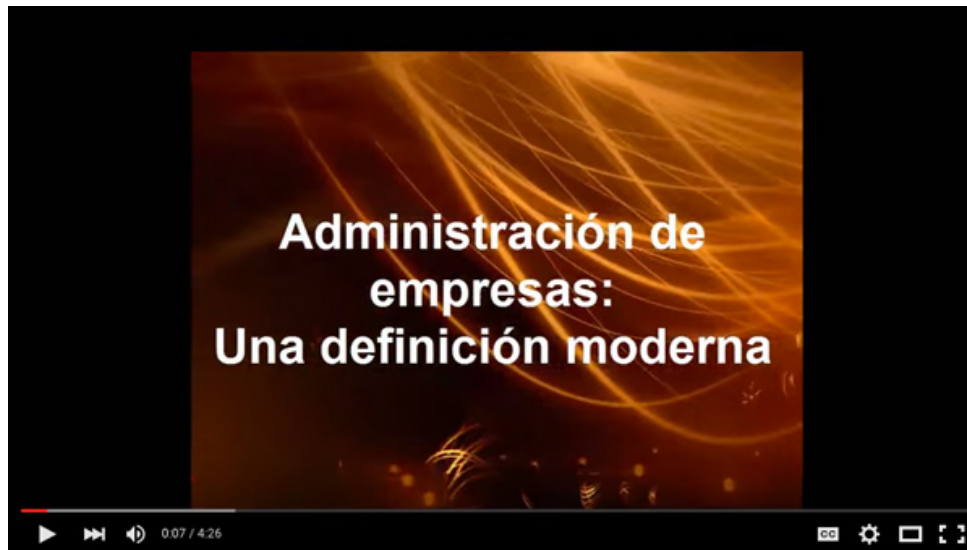 Administración de
empresas:
Una definición moderna
0:07 / 4:26
CC